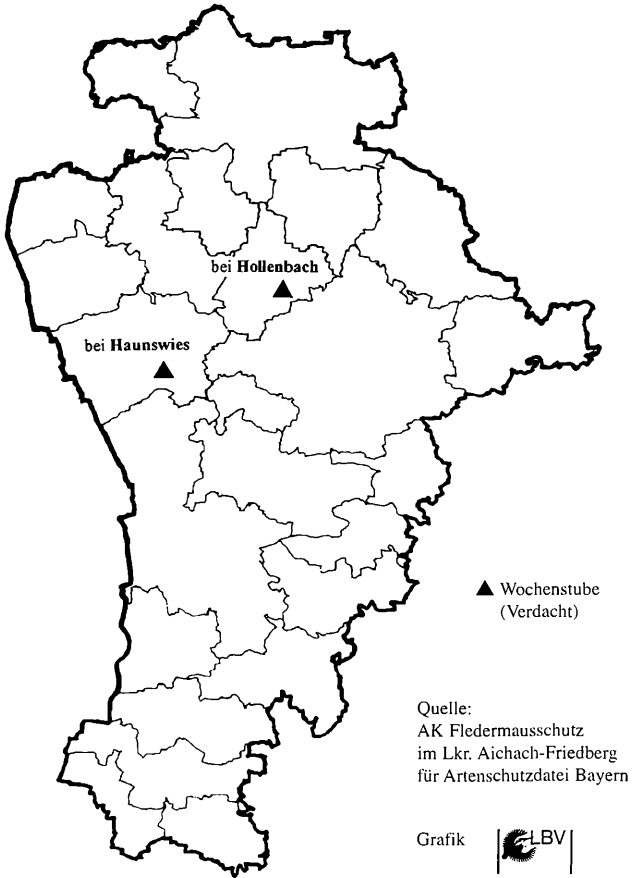 bei Hollenbach
bei Haunswies
Wochenstube
(Verdacht)
Quelle:
AK Fledermausschutz
im Lkr. Aichach-Friedberg
für Artenschutzdatei Bayern
Grafik LBV